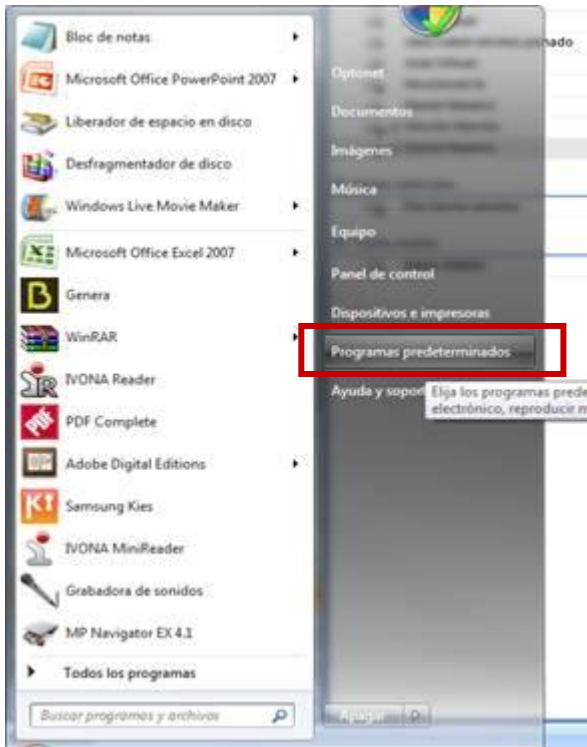 Bloc de notas
Microsoft Office PowerPoint 2007
Liberador de espacio en disco
Desfragmentador de disco
Windows Live Movie Maker
Microsoft Office Excel 2007
Genera
WinRAR
IVONA Reader
PDF Complete
Adobe Digital Editions
Samsung Kies
IVONA MiniReader
Grabadora de sonidos
MP Navigator EX 4.1
Todos los programas
Buscar programas y archivos
Optonet
Documentos
Imágenes
Música
Equipo
Panel de control
Dispositivos e impresoras
Programas predeterminados
Ayuda y sopor
Elija los programas prede
electrónico, reproducir m
Apagar